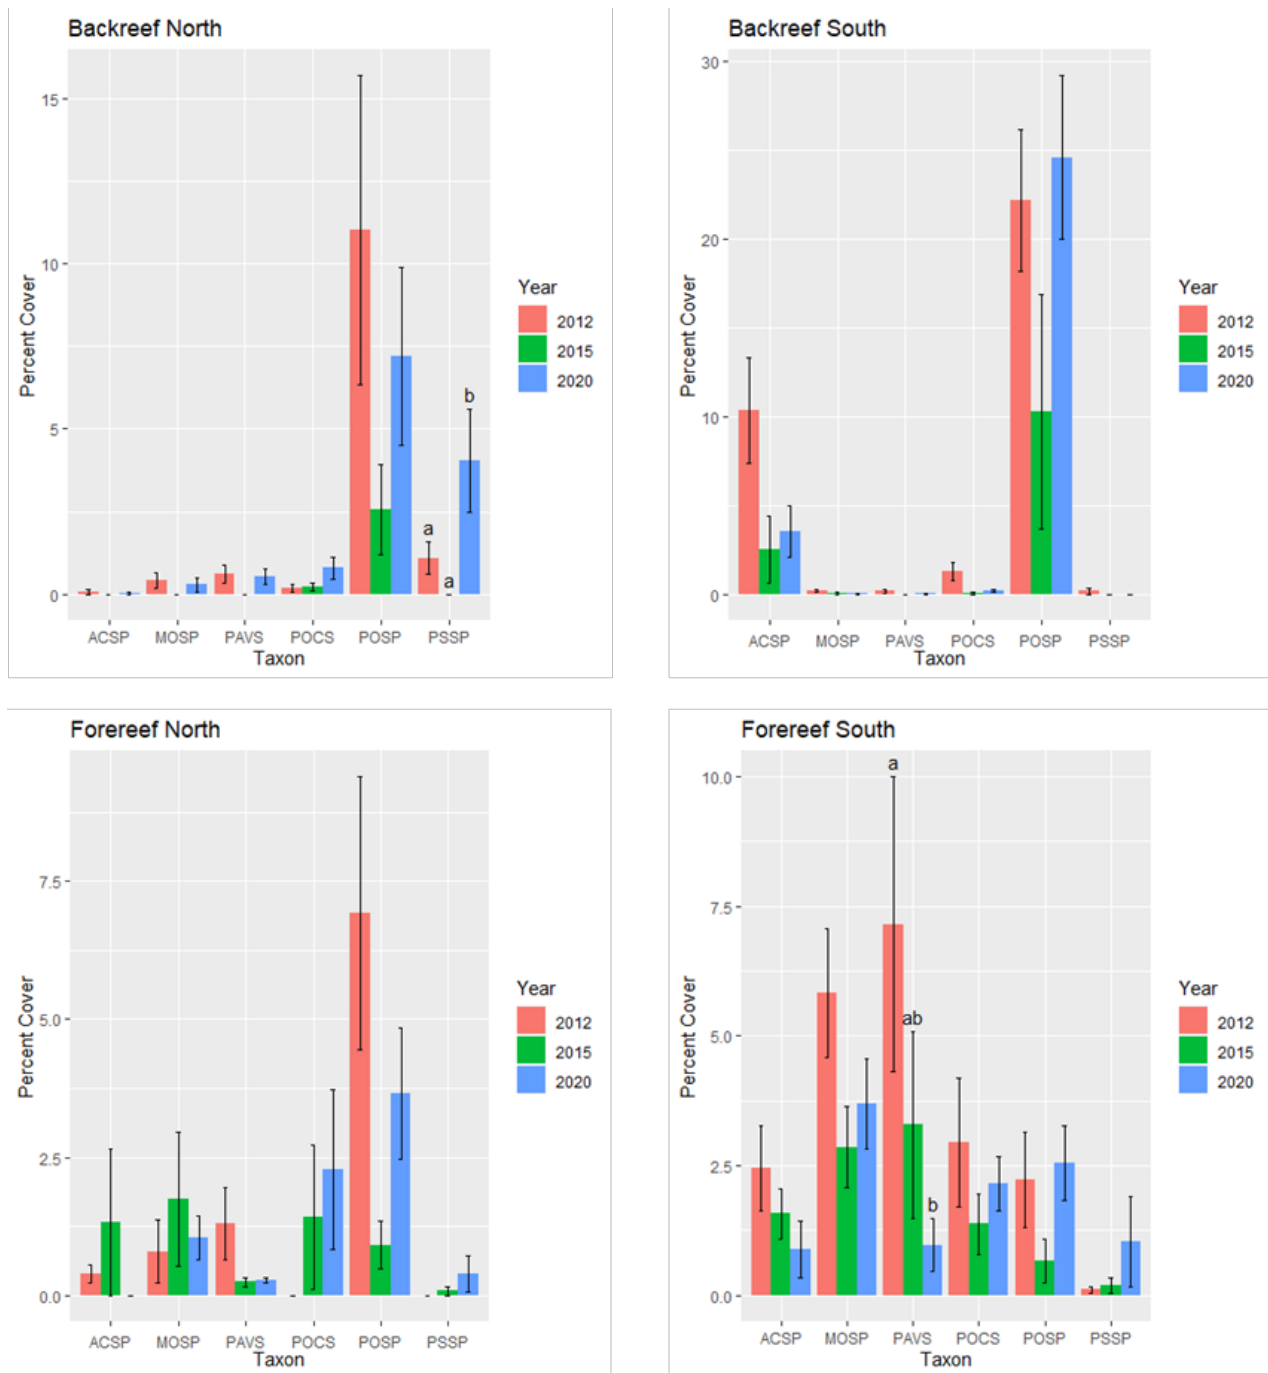 Backreef North
15
10
5
0
Percent Cover
a
a
b
ACSP MOSP PAVS POCS POSP PSSP
Taxon
Year
2012
2015
2020
Backreef South
30
20
10
0
Percent Cover
ACSP MOSP PAVS POCS POSP PSSP
Taxon
Year
2012
2015
2020
Forereef North
7.5
5.0
2.5
0.0
Percent Cover
ACSP MOSP PAVS POCS POSP PSSP
Taxon
Year
2012
2015
2020
Forereef South
10.0
7.5
5.0
2.5
0.0
Percent Cover
a
ab
b
ACSP MOSP PAVS POCS POSP PSSP
Taxon
Year
2012
2015
2020